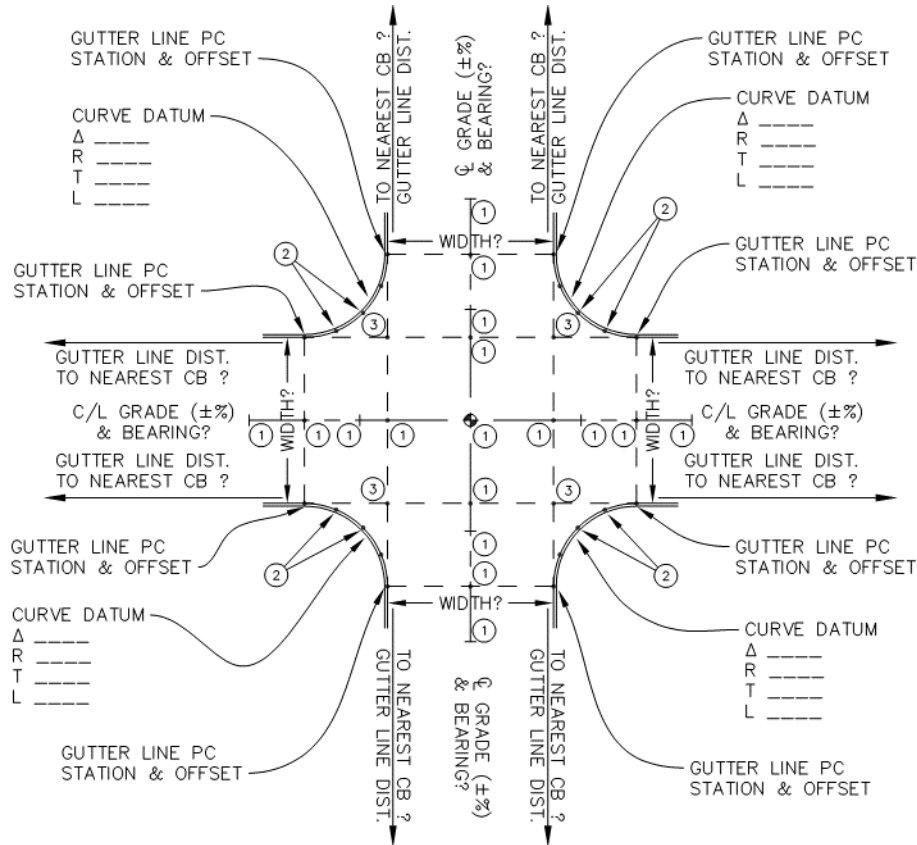 GUTTER LINE PC
STATION & OFFSET
TO NEAREST CB ?
GUTTER LINE DIST.
℄ GRADE (±%)
& BEARING?
TO NEAREST CB ?
GUTTER LINE DIST.
GUTTER LINE PC
STATION & OFFSET
CURVE DATUM
Δ ____
R ____
T ____
L ____
CURVE DATUM
Δ ____
R ____
T ____
L ____
1
2
WIDTH?
2
1
GUTTER LINE PC
STATION & OFFSET
GUTTER LINE PC
STATION & OFFSET
3
1
3
1
GUTTER LINE DIST.
TO NEAREST CB ?
GUTTER LINE DIST.
TO NEAREST CB ?
C/L GRADE (±%)
& BEARING?
WIDTH?
WIDTH?
C/L GRADE (±%)
& BEARING?
1
1
1
1
1
1
1
1
1
GUTTER LINE DIST.
TO NEAREST CB ?
GUTTER LINE DIST.
TO NEAREST CB ?
3
1
3
GUTTER LINE PC
STATION & OFFSET
1
GUTTER LINE PC
STATION & OFFSET
2
1
2
WIDTH?
1
CURVE DATUM
Δ ____
R ____
T ____
L ____
CURVE DATUM
Δ ____
R ____
T ____
L ____
TO NEAREST CB ?
GUTTER LINE DIST.
℄ GRADE (±%)
& BEARING?
TO NEAREST CB ?
GUTTER LINE DIST.
GUTTER LINE PC
STATION & OFFSET
GUTTER LINE PC
STATION & OFFSET